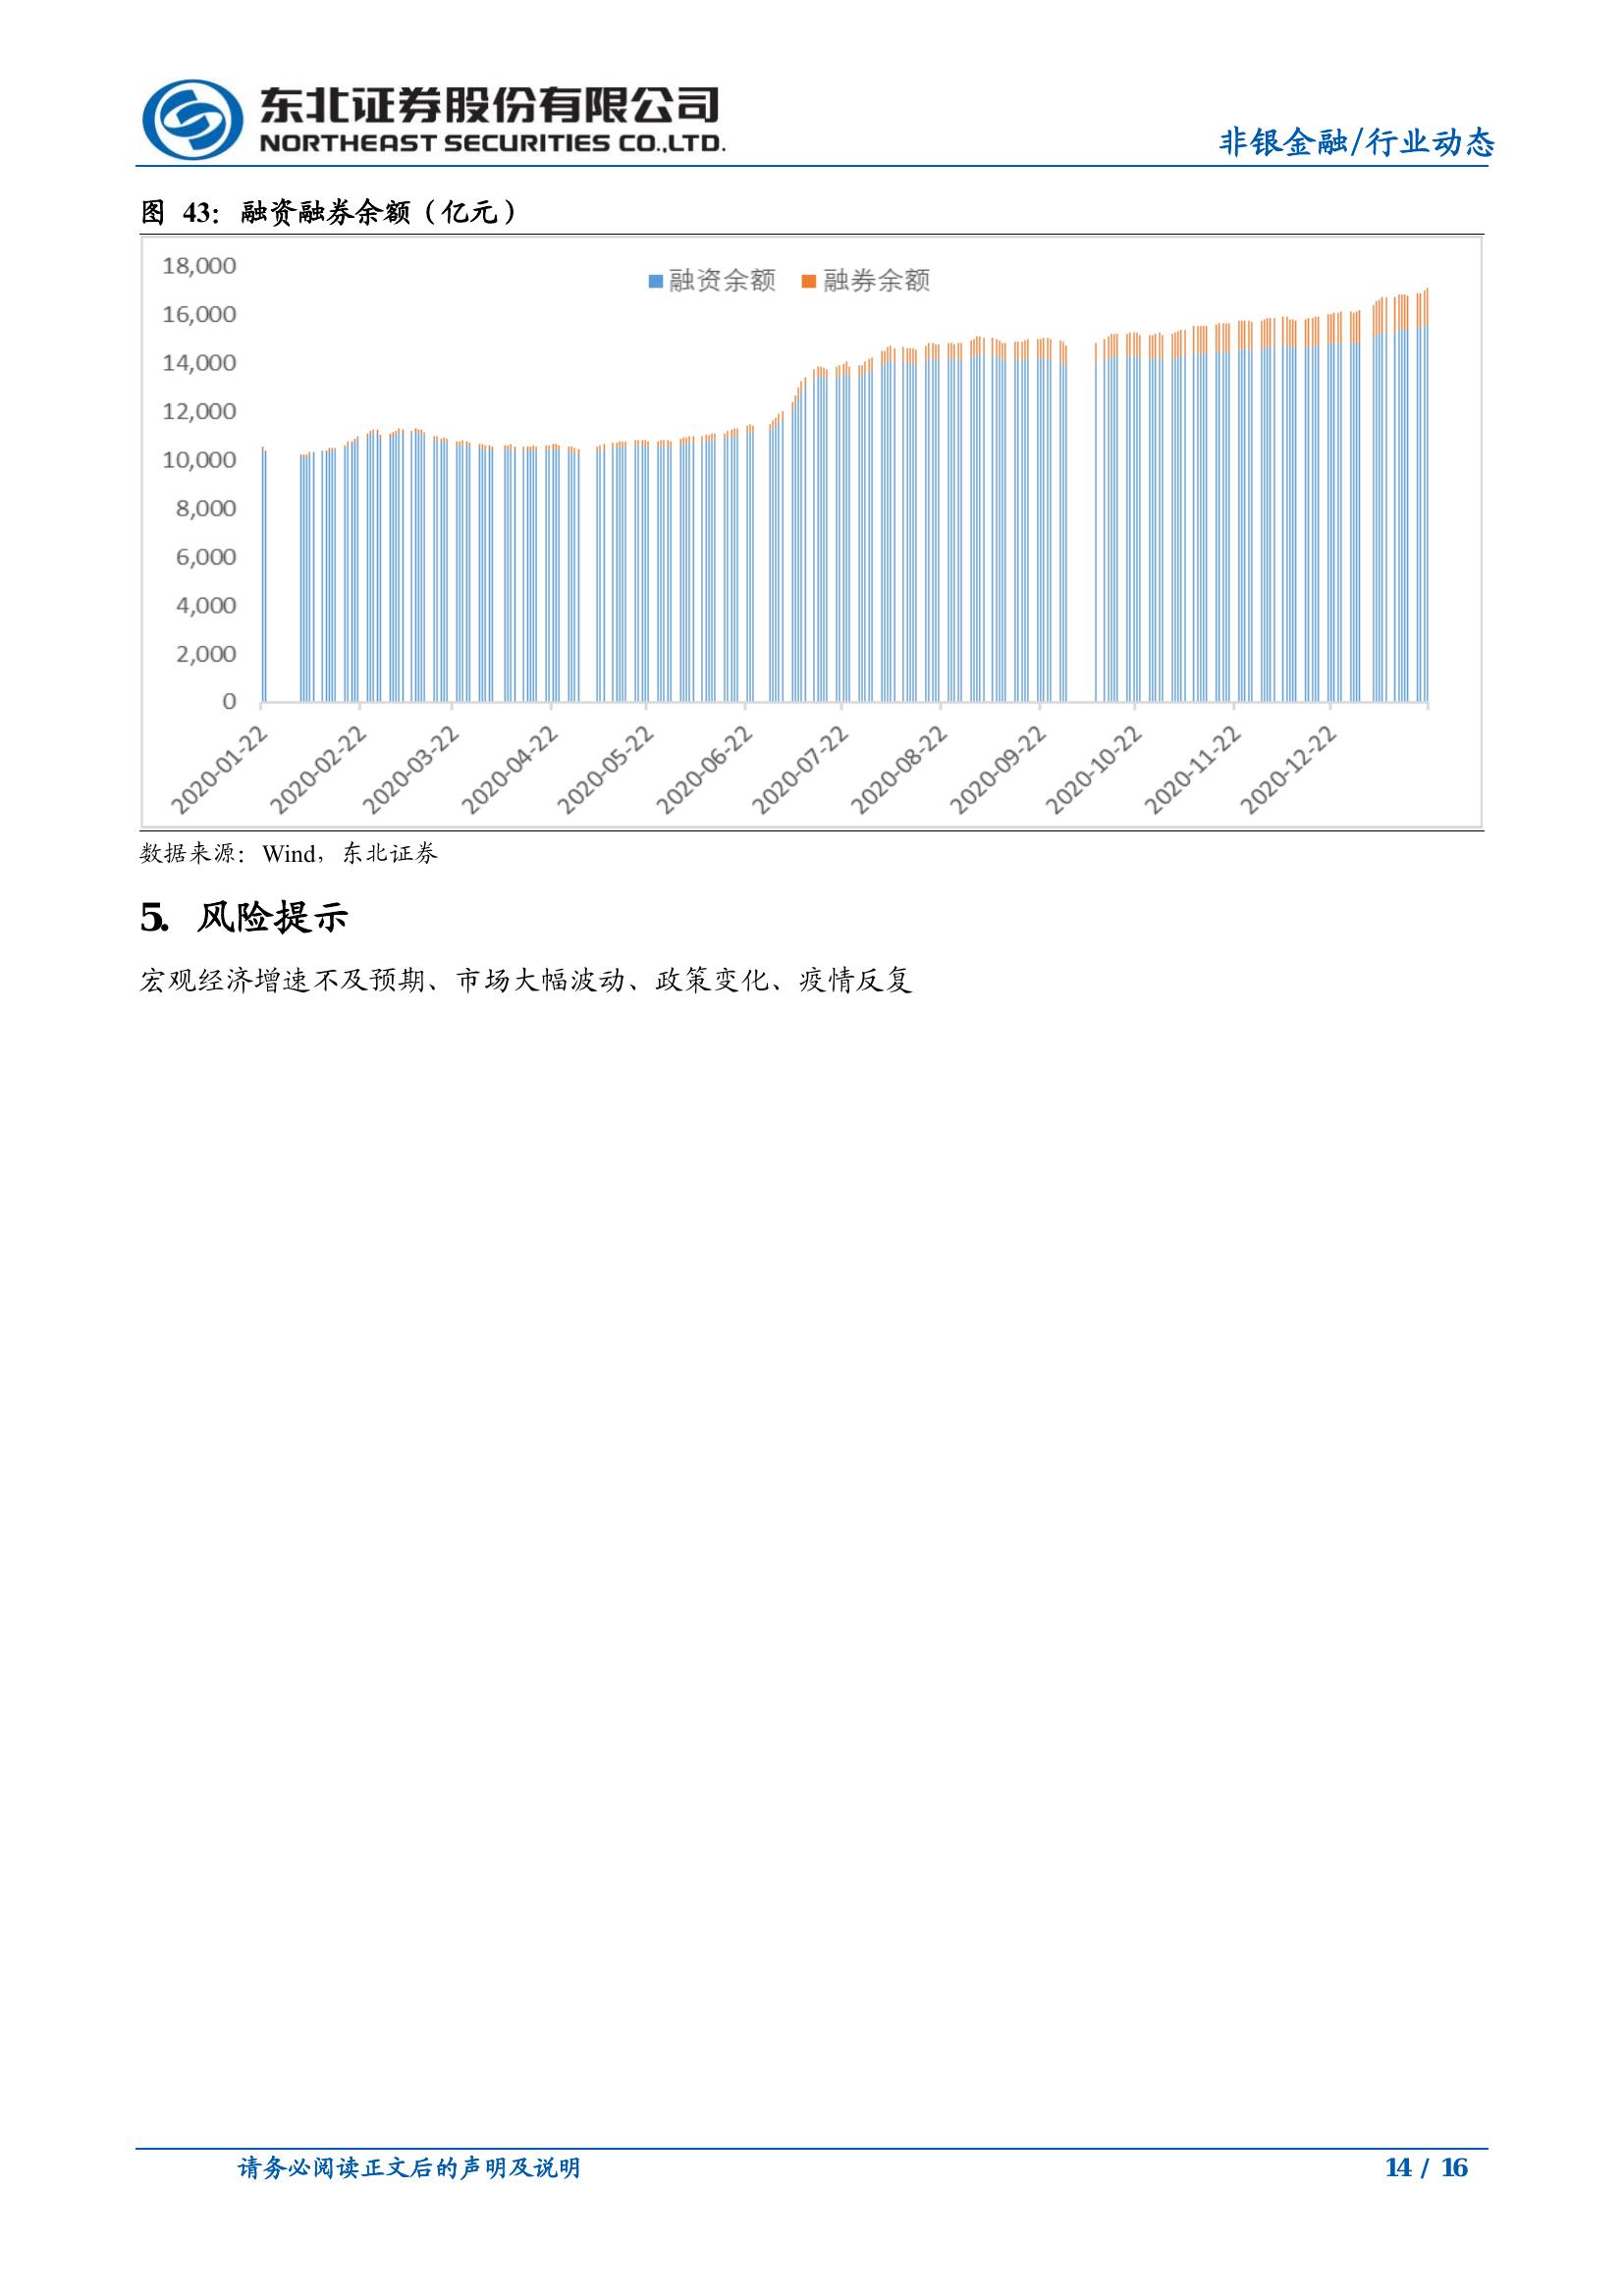 东北证券股份有限公司
NORTHEAST SECURITIES CO.,LTD.
非银金融/行业动态
图 43：融资融券余额（亿元）
融资余额 融券余额
18,000
16,000
14,000
12,000
10,000
8,000
6,000
4,000
2,000
0
2020-01-22
2020-02-22
2020-03-22
2020-04-22
2020-05-22
2020-06-22
2020-07-22
2020-08-22
2020-09-22
2020-10-22
2020-11-22
2020-12-22
数据来源：Wind，东北证券
5. 风险提示
宏观经济增速不及预期、市场大幅波动、政策变化、疫情反复
请务必阅读正文后的声明及说明
14 / 16